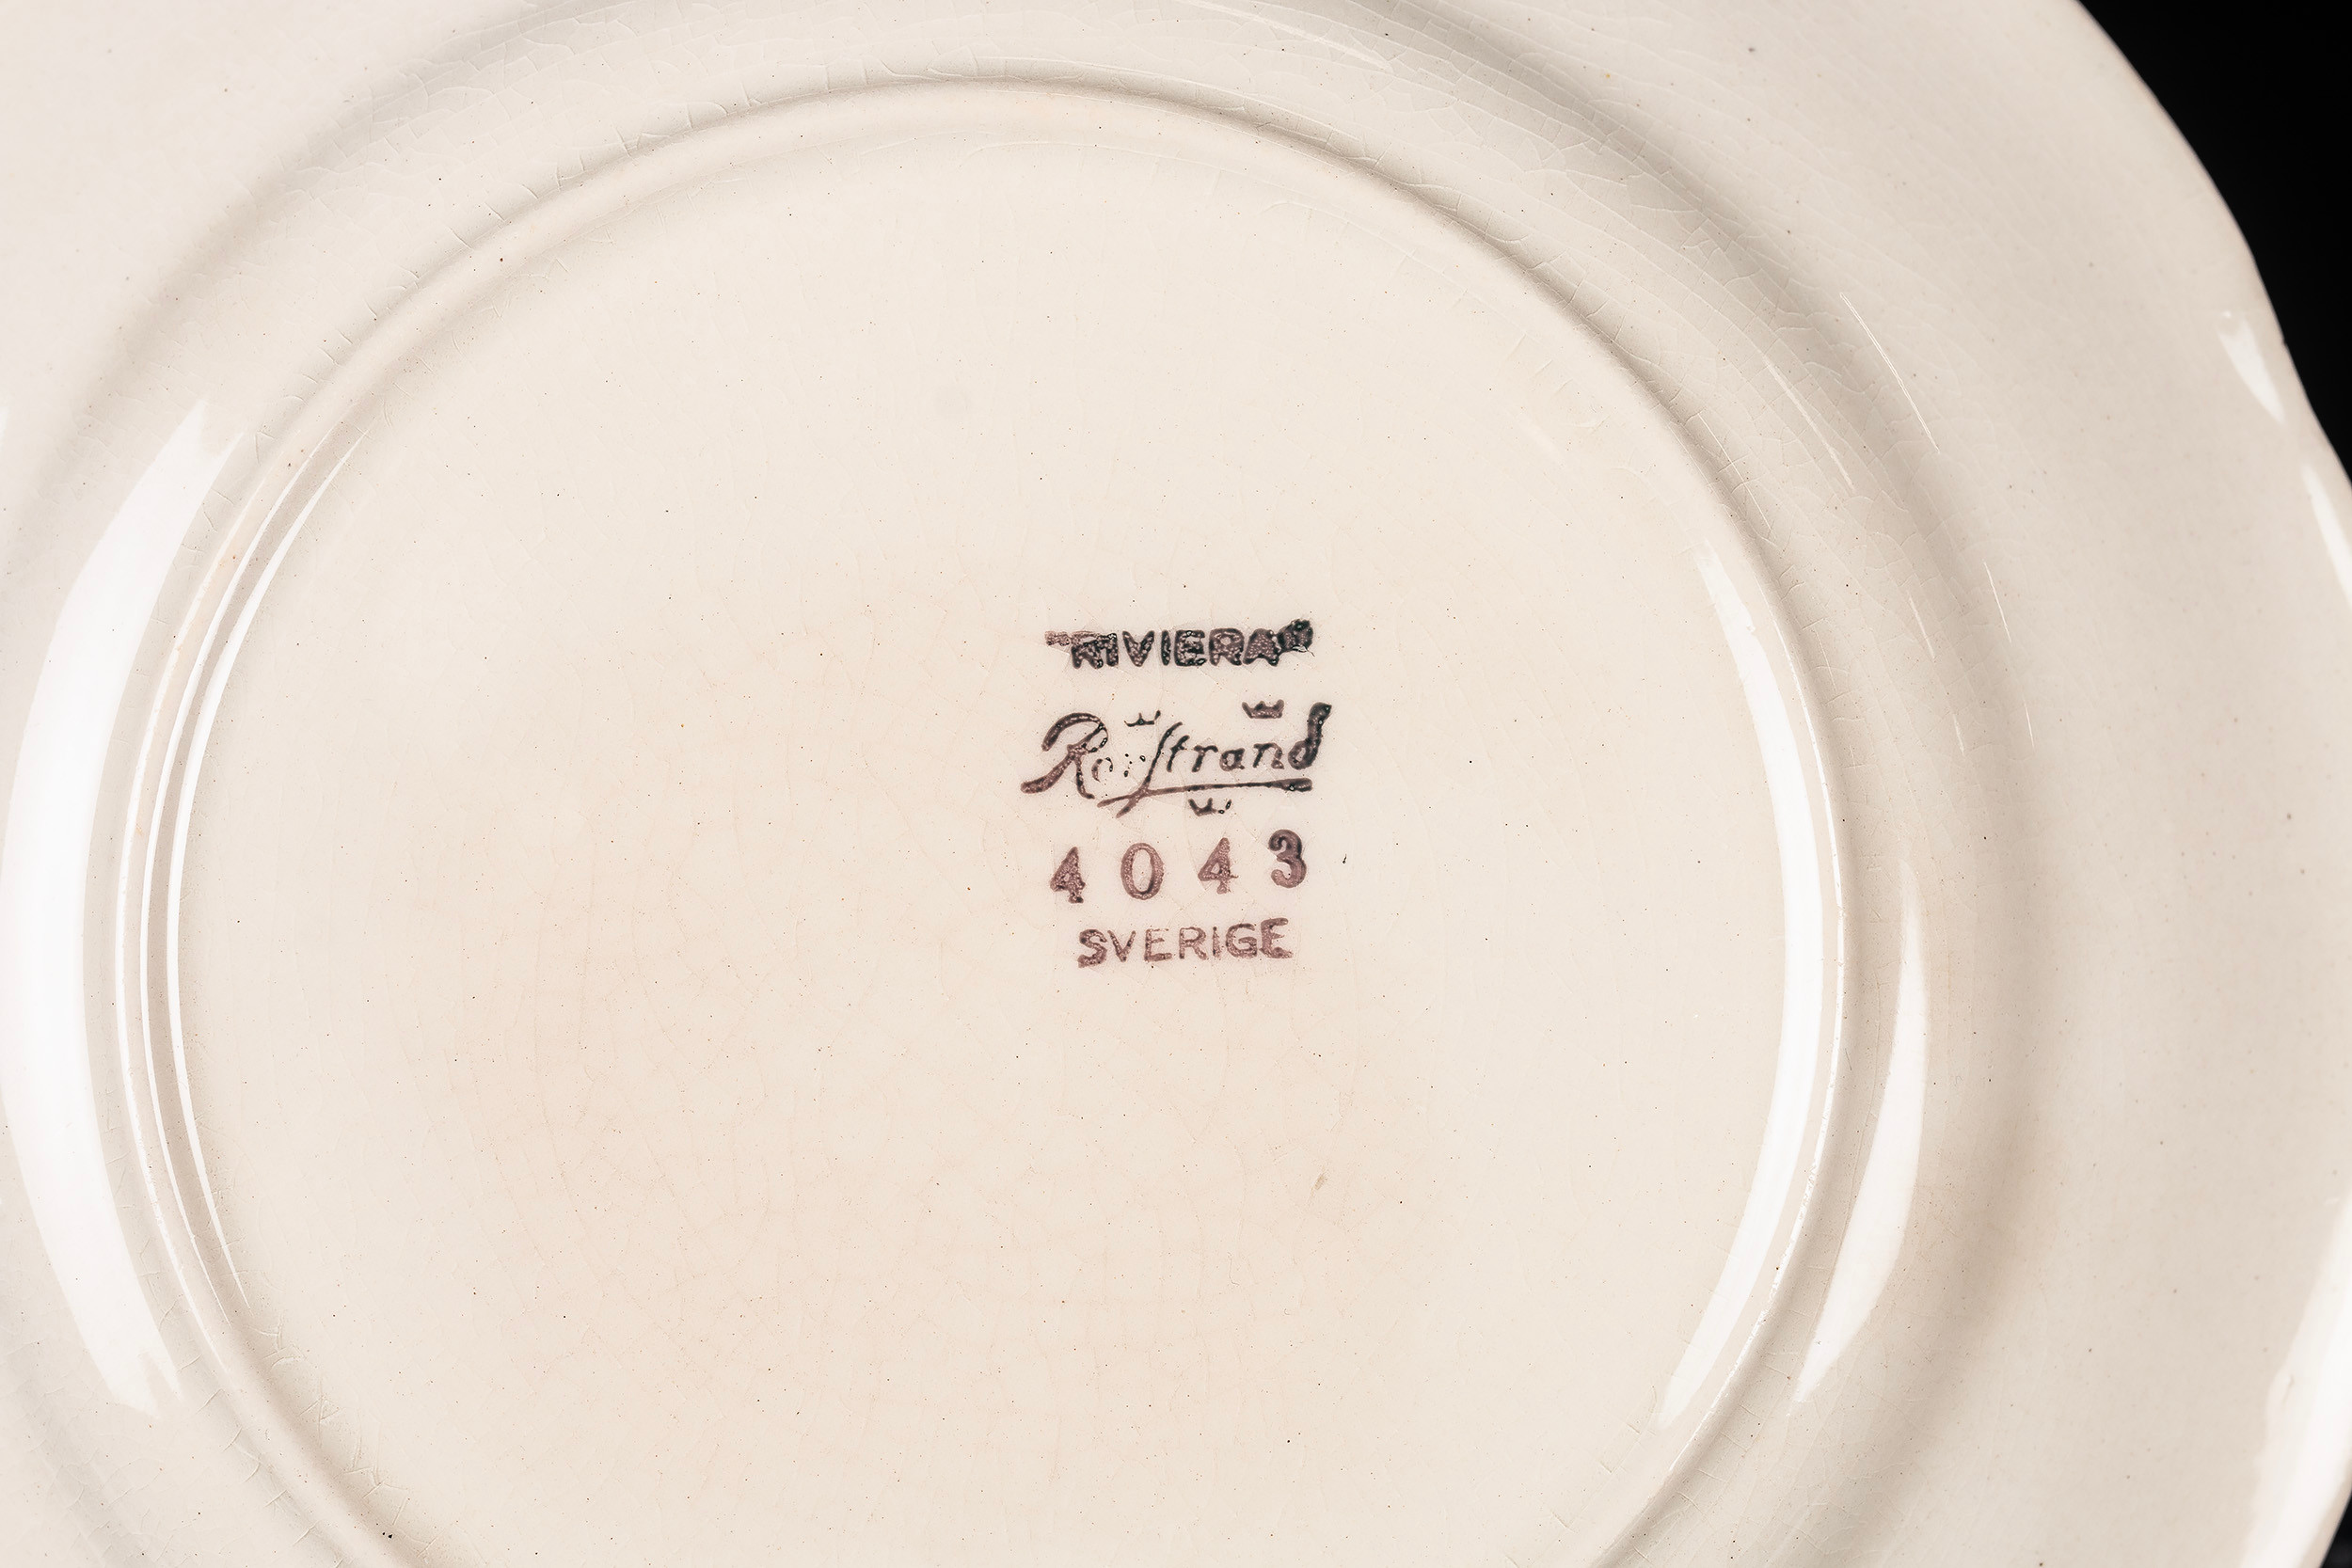 "RIVIERA"
Rörstrand
4043
SVERIGE